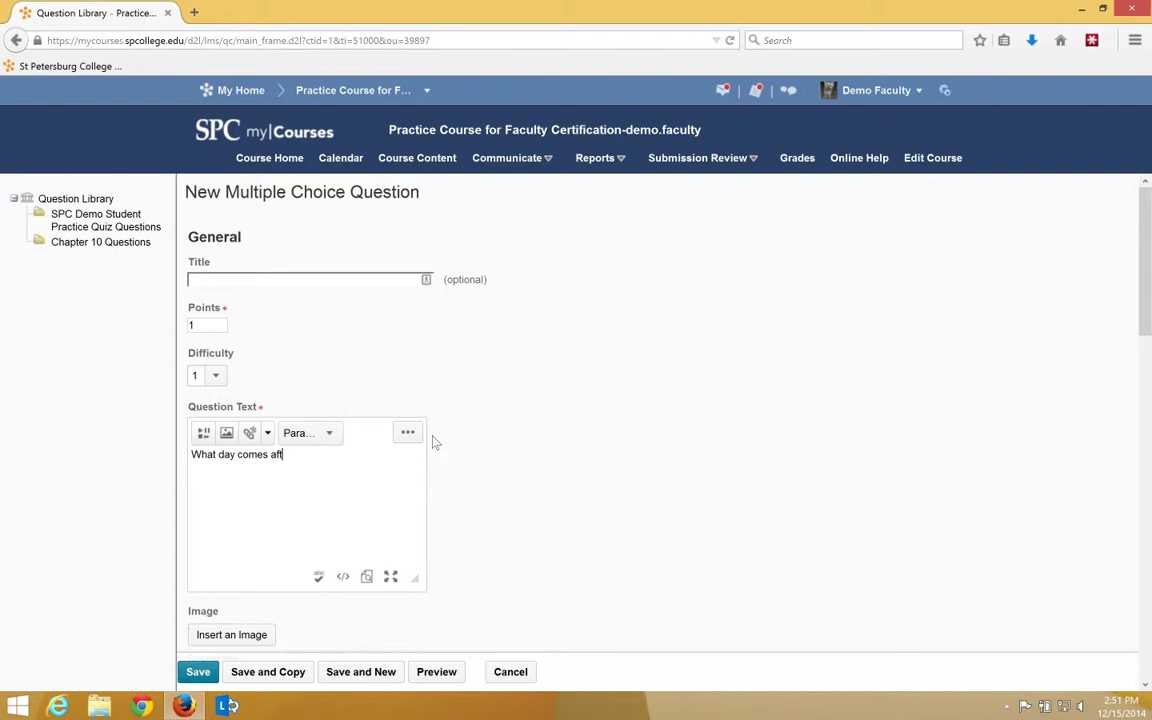 Question Library - Practice...
https://mycourses.spcollege.edu/d2l/lms/qc/main_frame.d2l?ctid=1&ti=51000&ou=39897
Search
St Petersburg College ...
My Home
Practice Course for F...
Demo Faculty
SPC my|Courses
Practice Course for Faculty Certification-demo.faculty
Course Home
Calendar
Course Content
Communicate
Reports
Submission Review
Grades
Online Help
Edit Course
Question Library
SPC Demo Student
Practice Quiz Questions
Chapter 10 Questions
New Multiple Choice Question
General
Title
(optional)
Points *
1
Difficulty
1
Question Text *
Para...
What day comes aft
abc
Image
Insert an Image
Save
Save and Copy
Save and New
Preview
Cancel
2:51 PM
12/15/2014